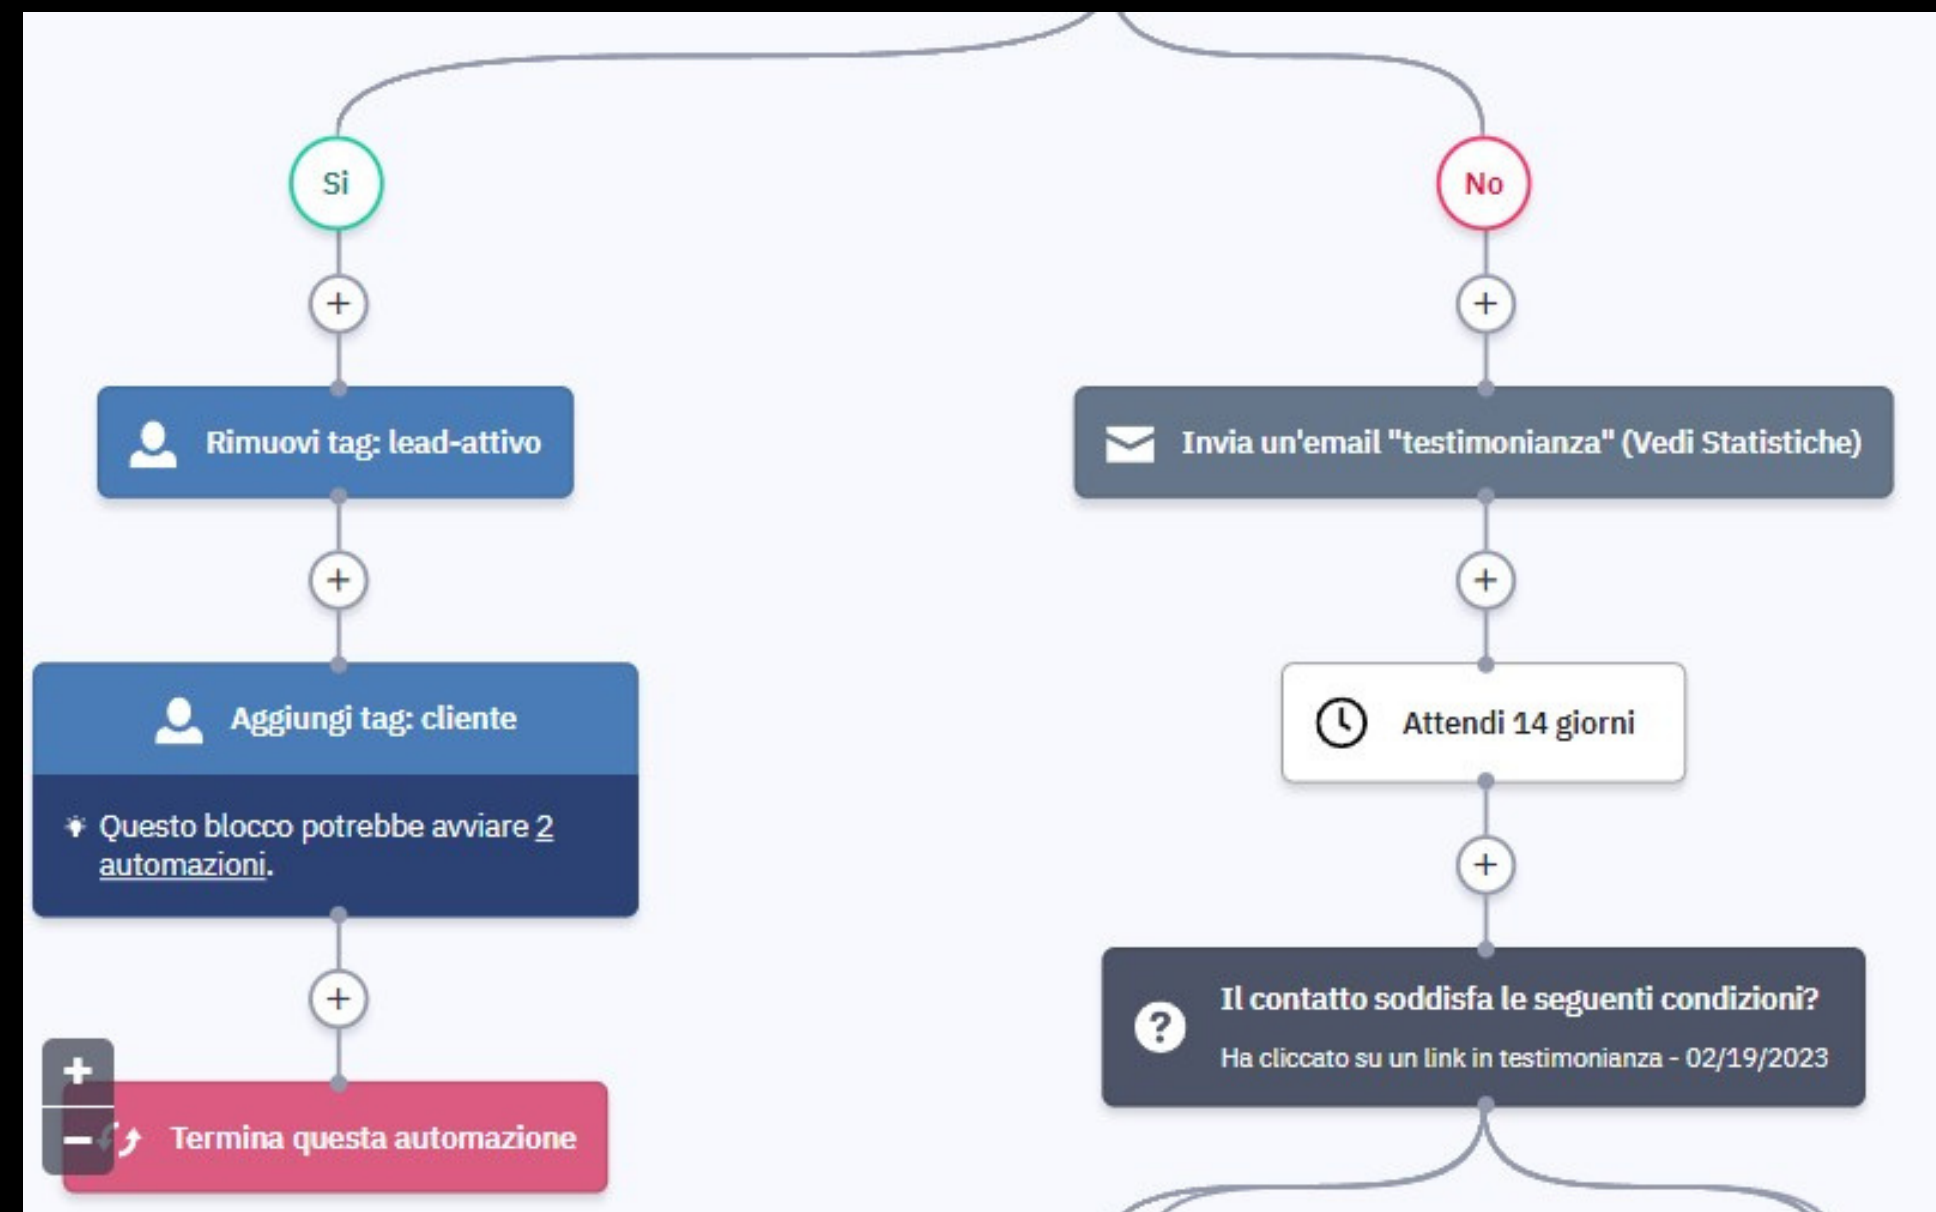 Si
No
+
+
Rimuovi tag: lead-attivo
Invia un'email "testimonianza" (Vedi Statistiche)
+
+
Aggiungi tag: cliente
Attendi 14 giorni
Questo blocco potrebbe avviare 2
automazioni.
+
Il contatto soddisfa le seguenti condizioni?
?
Ha cliccato su un link in testimonianza - 02/19/2023
+
+
−
Termina questa automazione